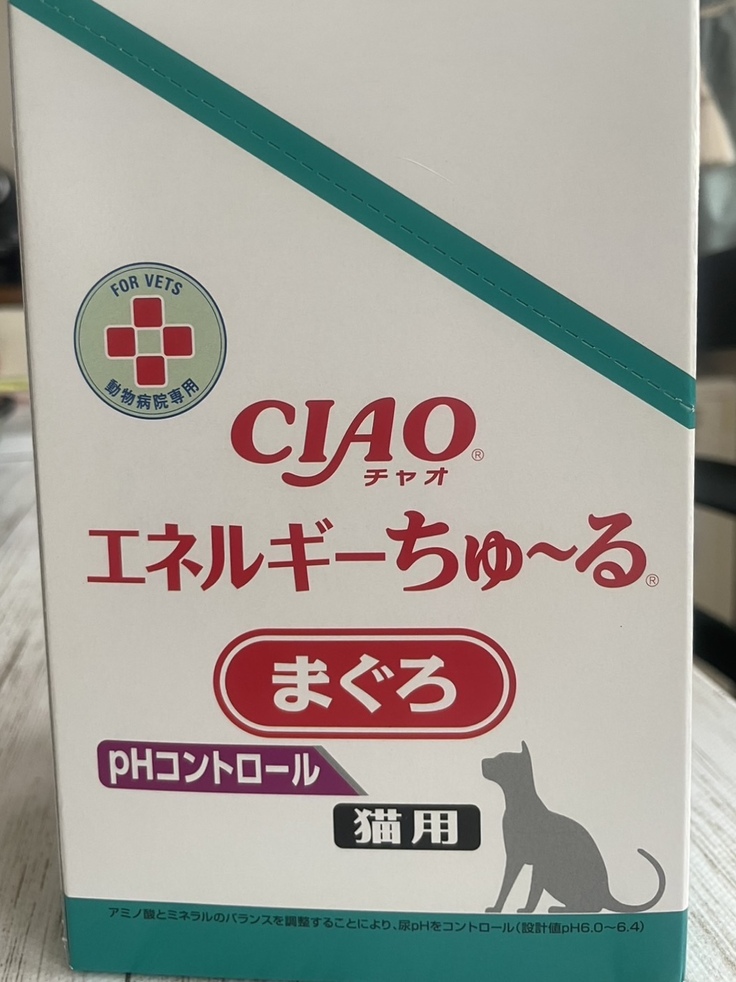 FOR VETS
動物病院専用
CIAO®
チャオ
エネルギーちゅ〜る®
まぐろ
pHコントロール
猫用
アミノ酸とミネラルのバランスを調整することにより、尿pHをコントロール(設計値pH6.0〜6.4)